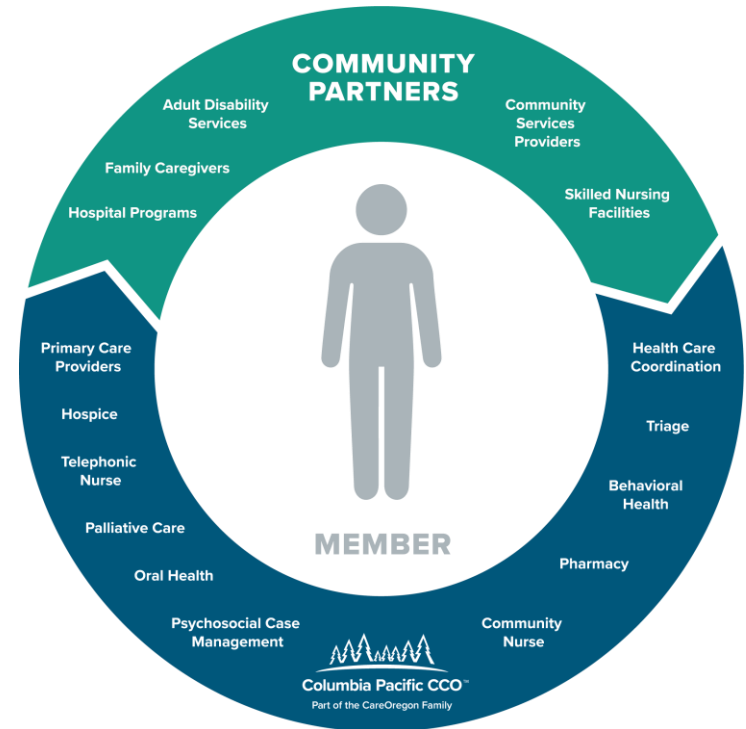 COMMUNITY
PARTNERS
Adult Disability
Services
Family Caregivers
Hospital Programs
Community
Services
Providers
Skilled Nursing
Facilities
Primary Care
Providers
Hospice
Telephonic
Nurse
Palliative Care
Oral Health
Psychosocial Case
Management
Health Care
Coordination
Triage
Behavioral
Health
Pharmacy
Community
Nurse
MEMBER
Columbia Pacific CCO™
Part of the CareOregon Family